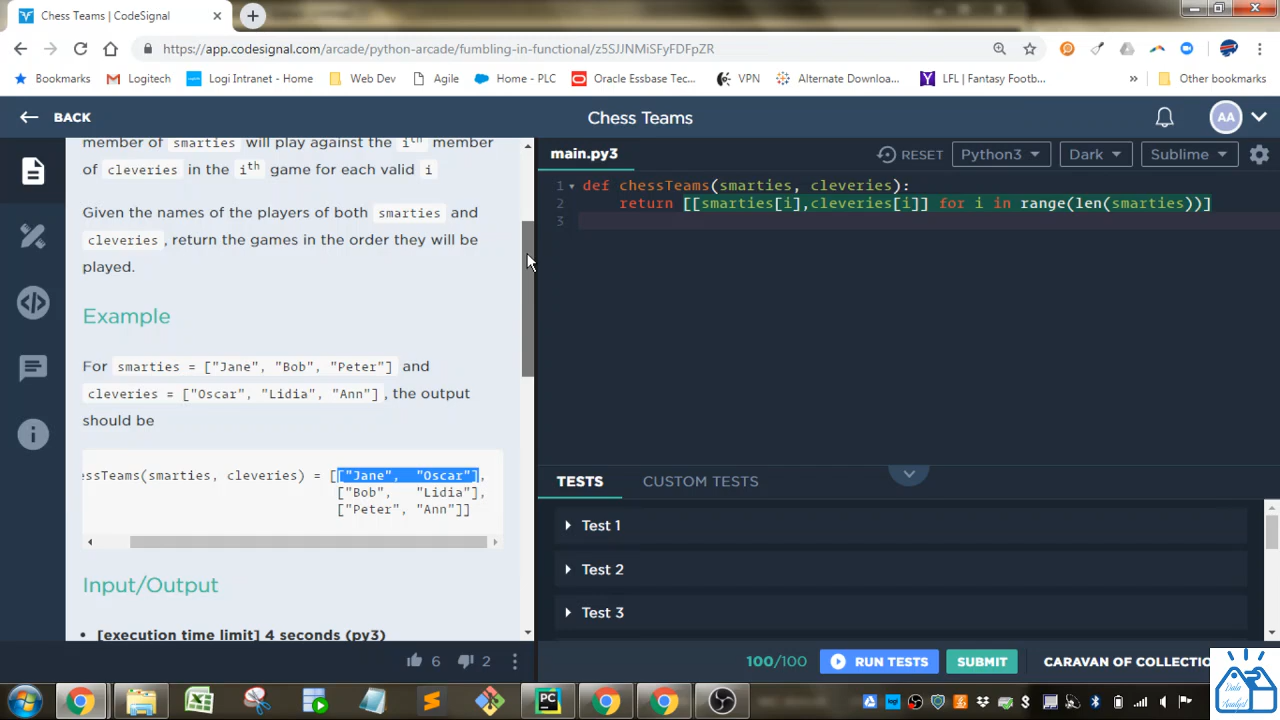 Chess Teams | CodeSignal
https://app.codesignal.com/arcade/python-arcade/fumbling-in-functional/z5SJJNMiSFyFDFpZR
Bookmarks Logitech Logi Intranet - Home Web Dev Agile Home - PLC Oracle Essbase Tec... VPN Alternate Downloa... LFL | Fantasy Footb... » Other bookmarks
BACK
Chess Teams
AA
member of smarties will play against the ith member
of cleveries in the ith game for each valid i
Given the names of the players of both smarties and
cleveries, return the games in the order they will be
played.
Example
For smarties = ["Jane", "Bob", "Peter"] and
cleveries = ["Oscar", "Lidia", "Ann"], the output
should be
essTeams(smarties, cleveries) = [["Jane", "Oscar"],
["Bob", "Lidia"],
["Peter", "Ann"]]
Input/Output
• [execution time limit] 4 seconds (py3)
6 2
main.py3
RESET Python3 Dark Sublime
1 def chessTeams(smarties, cleveries):
2 return [[smarties[i],cleveries[i]] for i in range(len(smarties))]
3
TESTS CUSTOM TESTS
Test 1
Test 2
Test 3
100/100 RUN TESTS SUBMIT CARAVAN OF COLLECTIO
PC
Data
Analyst